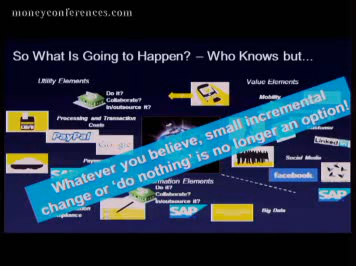 moneyconferences.com
So What Is Going to Happen? – Who Knows but...
Utility Elements
Value Elements
Do it?
Collaborate?
In/outsource it?
Mobility
Processing and Transaction
Costs
PayPal
Google
LinkedIn
Whatever you believe, small incremental
change or 'do nothing' is no longer an option!
Social Media
facebook
Do it?
Collaborate?
In/outsource it?
SAP
SAP
Big Data